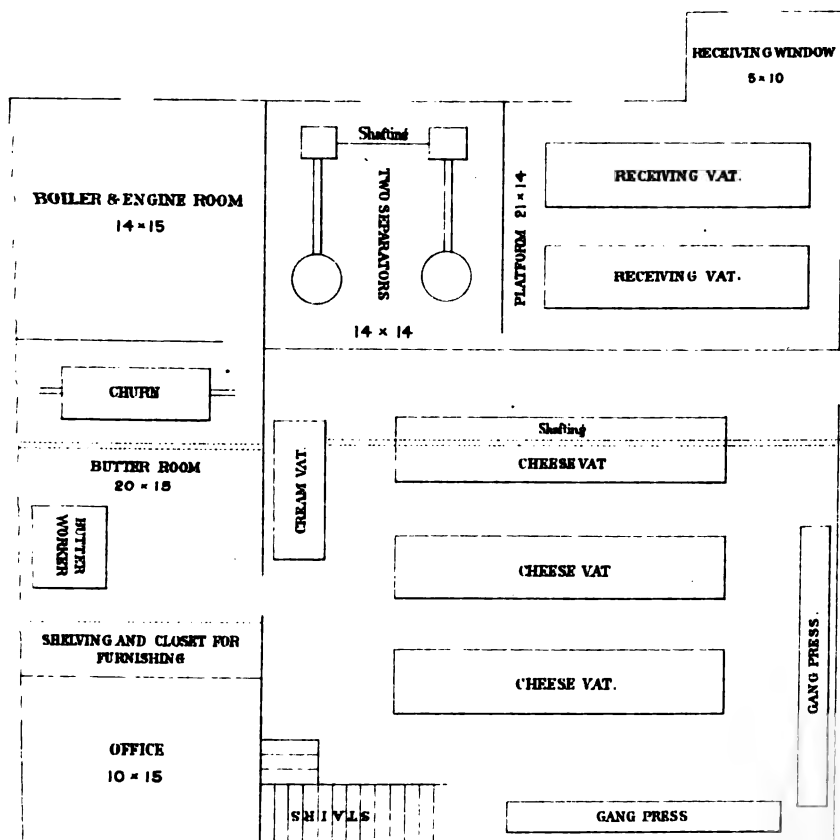 RECEIVING WINDOW
5 × 10
Shafting
BOILER & ENGINE ROOM
14 × 15
TWO SEPARATORS
14 × 14
PLATFORM 21 × 14
RECEIVING VAT.
RECEIVING VAT.
CHURN
BUTTER ROOM
20 × 15
BUTTER
WORKER
CREAM VAT.
Shafting
CHEESE VAT
CHEESE VAT
CHEESE VAT.
GANG PRESS.
SHELVING AND CLOSET FOR
FURNISHING
OFFICE
10 × 15
STAIRS
GANG PRESS